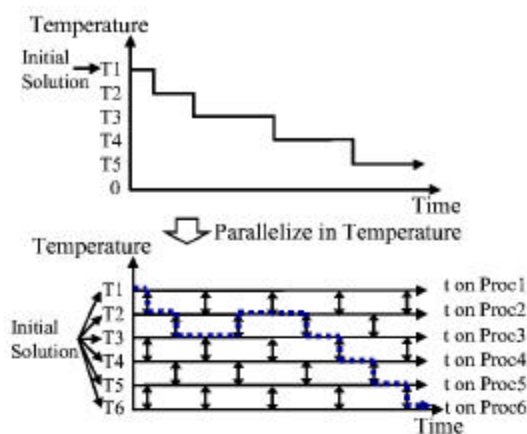 Temperature
Initial
Solution
T1
T2
T3
T4
T5
0
Time
Parallelize in Temperature
Temperature
T1
t on Proc1
T2
t on Proc2
Initial
Solution
T3
t on Proc3
T4
t on Proc4
T5
t on Proc5
T6
t on Proc6
Time